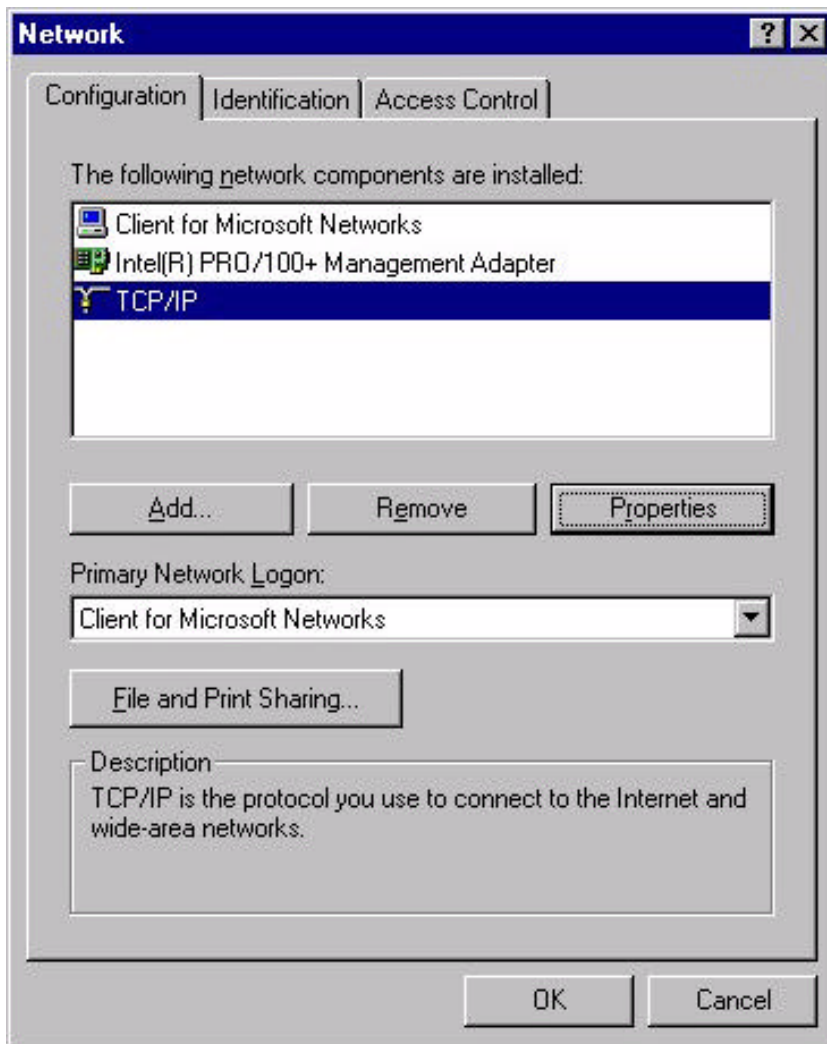 Network
Configuration
Identification
Access Control
The following network components are installed:
Client for Microsoft Networks
Intel(R) PRO/100+ Management Adapter
TCP/IP
Add...
Remove
Properties
Primary Network Logon:
Client for Microsoft Networks
File and Print Sharing...
Description
TCP/IP is the protocol you use to connect to the Internet and
wide-area networks.
OK
Cancel